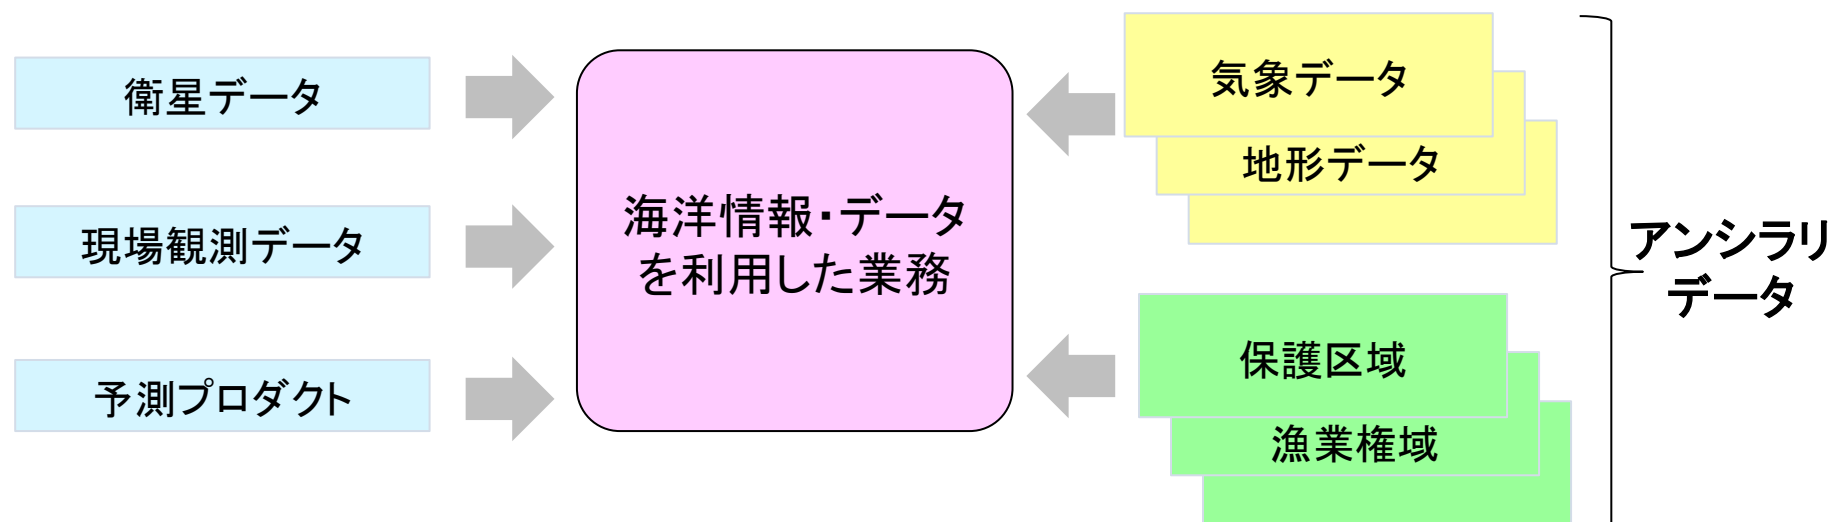 衛星データ
現場観測データ
予測プロダクト
海洋情報・データ
を利用した業務
気象データ
地形データ
保護区域
漁業権域
アンシラリ
データ